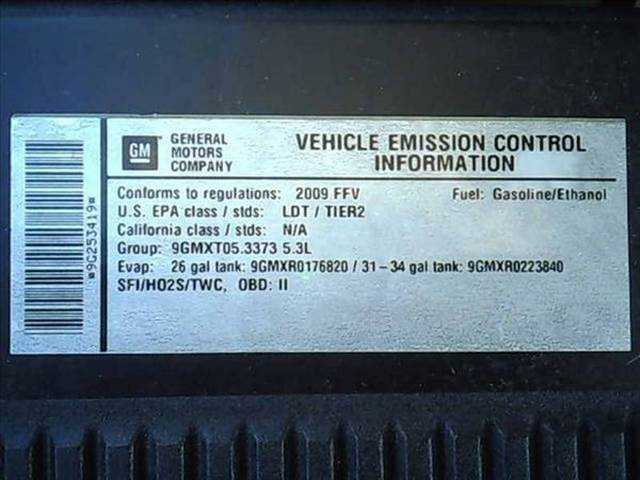 GM
GENERAL
MOTORS
COMPANY
VEHICLE EMISSION CONTROL
INFORMATION
Conforms to regulations: 2009 FFV Fuel: Gasoline/Ethanol
U.S. EPA class / stds: LDT / TIER2
California class / stds: N/A
Group: 9GMXT05.3373 5.3L
Evap: 26 gal tank: 9GMXR0176820 / 31-34 gal tank: 9GMXR0223840
SFI/HO2S/TWC, OBD: II
*9G253419*